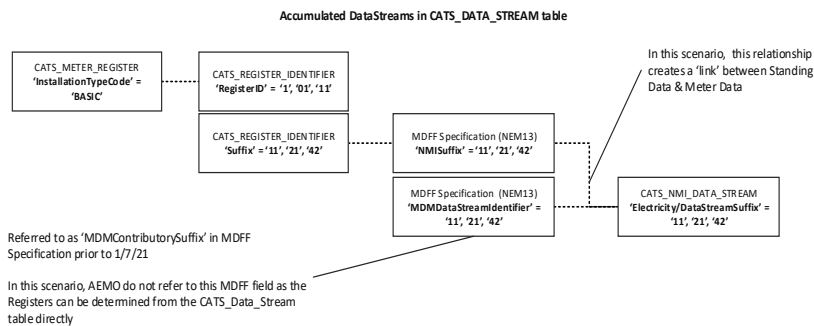 Accumulated DataStreams in CATS_DATA_STREAM table
In this scenario, this relationship
creates a ‘link’ between Standing
Data & Meter Data
CATS_METER_REGISTER
‘InstallationTypeCode’ =
‘BASIC’
CATS_REGISTER_IDENTIFIER
‘RegisterID’ = ‘1’, ‘01’, ‘11’
CATS_REGISTER_IDENTIFIER
‘Suffix’ = ‘11’, ‘21’, ‘42’
MDFF Specification (NEM13)
‘NMISuffix’ = ‘11’, ‘21’, ‘42’
MDFF Specification (NEM13)
‘MDMDataStreamIdentifier’ =
‘11’, ‘21’, ‘42’
CATS_NMI_DATA_STREAM
‘Electricity/DataStreamSuffix’ =
‘11’, ‘21’, ‘42’
Referred to as ‘MDMContributorySuffix’ in MDFF
Specification prior to 1/7/21
In this scenario, AEMO do not refer to this MDFF field as the
Registers can be determined from the CATS_Data_Stream
table directly